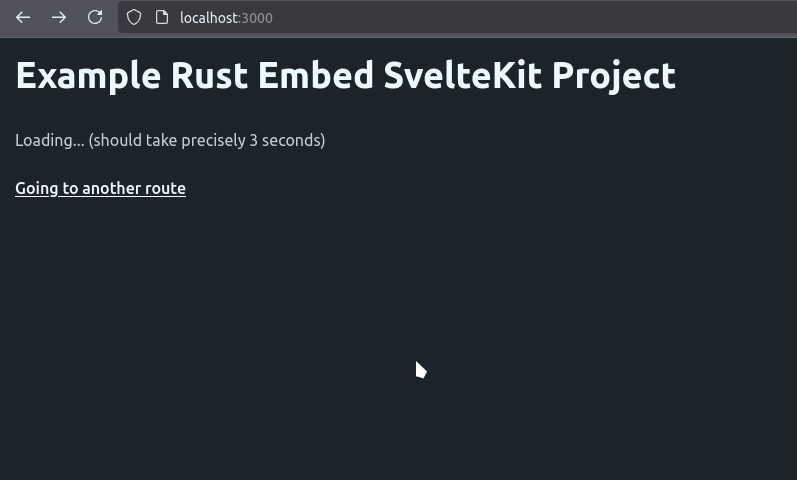 localhost:3000
Example Rust Embed SvelteKit Project
Loading... (should take precisely 3 seconds)
Going to another route